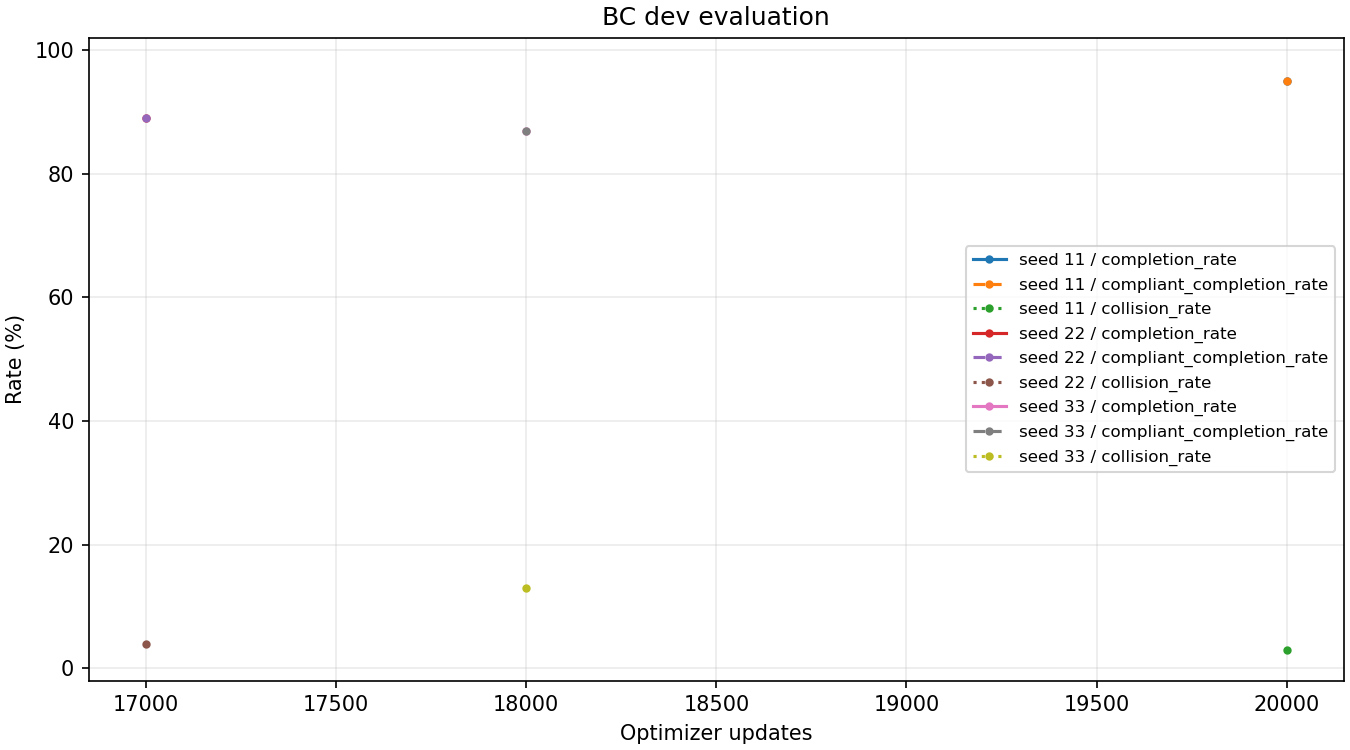 BC dev evaluation
100
80
60
40
20
0
Rate (%)
seed 11 / completion_rate
seed 11 / compliant_completion_rate
seed 11 / collision_rate
seed 22 / completion_rate
seed 22 / compliant_completion_rate
seed 22 / collision_rate
seed 33 / completion_rate
seed 33 / compliant_completion_rate
seed 33 / collision_rate
17000 17500 18000 18500 19000 19500 20000
Optimizer updates